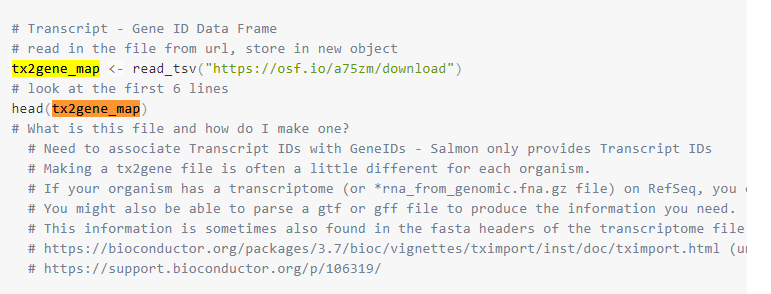 # Transcript - Gene ID Data Frame
# read in the file from url, store in new object
tx2gene_map <- read_tsv("https://osf.io/a75zm/download")
# look at the first 6 lines
head(tx2gene_map)
# What is this file and how do I make one?
# Need to associate Transcript IDs with GeneIDs - Salmon only provides Transcript IDs
# Making a tx2gene file is often a little different for each organism.
# If your organism has a transcriptome (or *rna_from_genomic.fna.gz file) on RefSeq, you
# You might also be able to parse a gtf or gff file to produce the information you need.
# This information is sometimes also found in the fasta headers of the transcriptome file
# https://bioconductor.org/packages/3.7/bioc/vignettes/tximport/inst/doc/tximport.html
# https://support.bioconductor.org/p/106319/